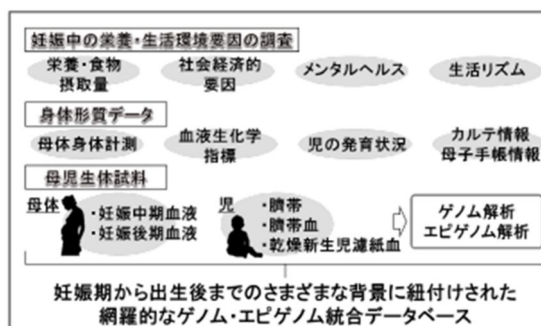 妊娠中の栄養・生活環境要因の調査
栄養・食物
摂取量
社会経済的
要因
メンタルヘルス
生活リズム
身体形質データ
母体身体計測
血液生化学
指標
児の発育状況
カルテ情報
母子手帳情報
母児生体試料
母体
・妊娠中期血液
・妊娠後期血液
児
・臍帯
・臍帯血
・乾燥新生児濾紙血
ゲノム解析
エピゲノム解析
妊娠期から出生後までのさまざまな背景に紐付けされた
網羅的なゲノム・エピゲノム統合データベース